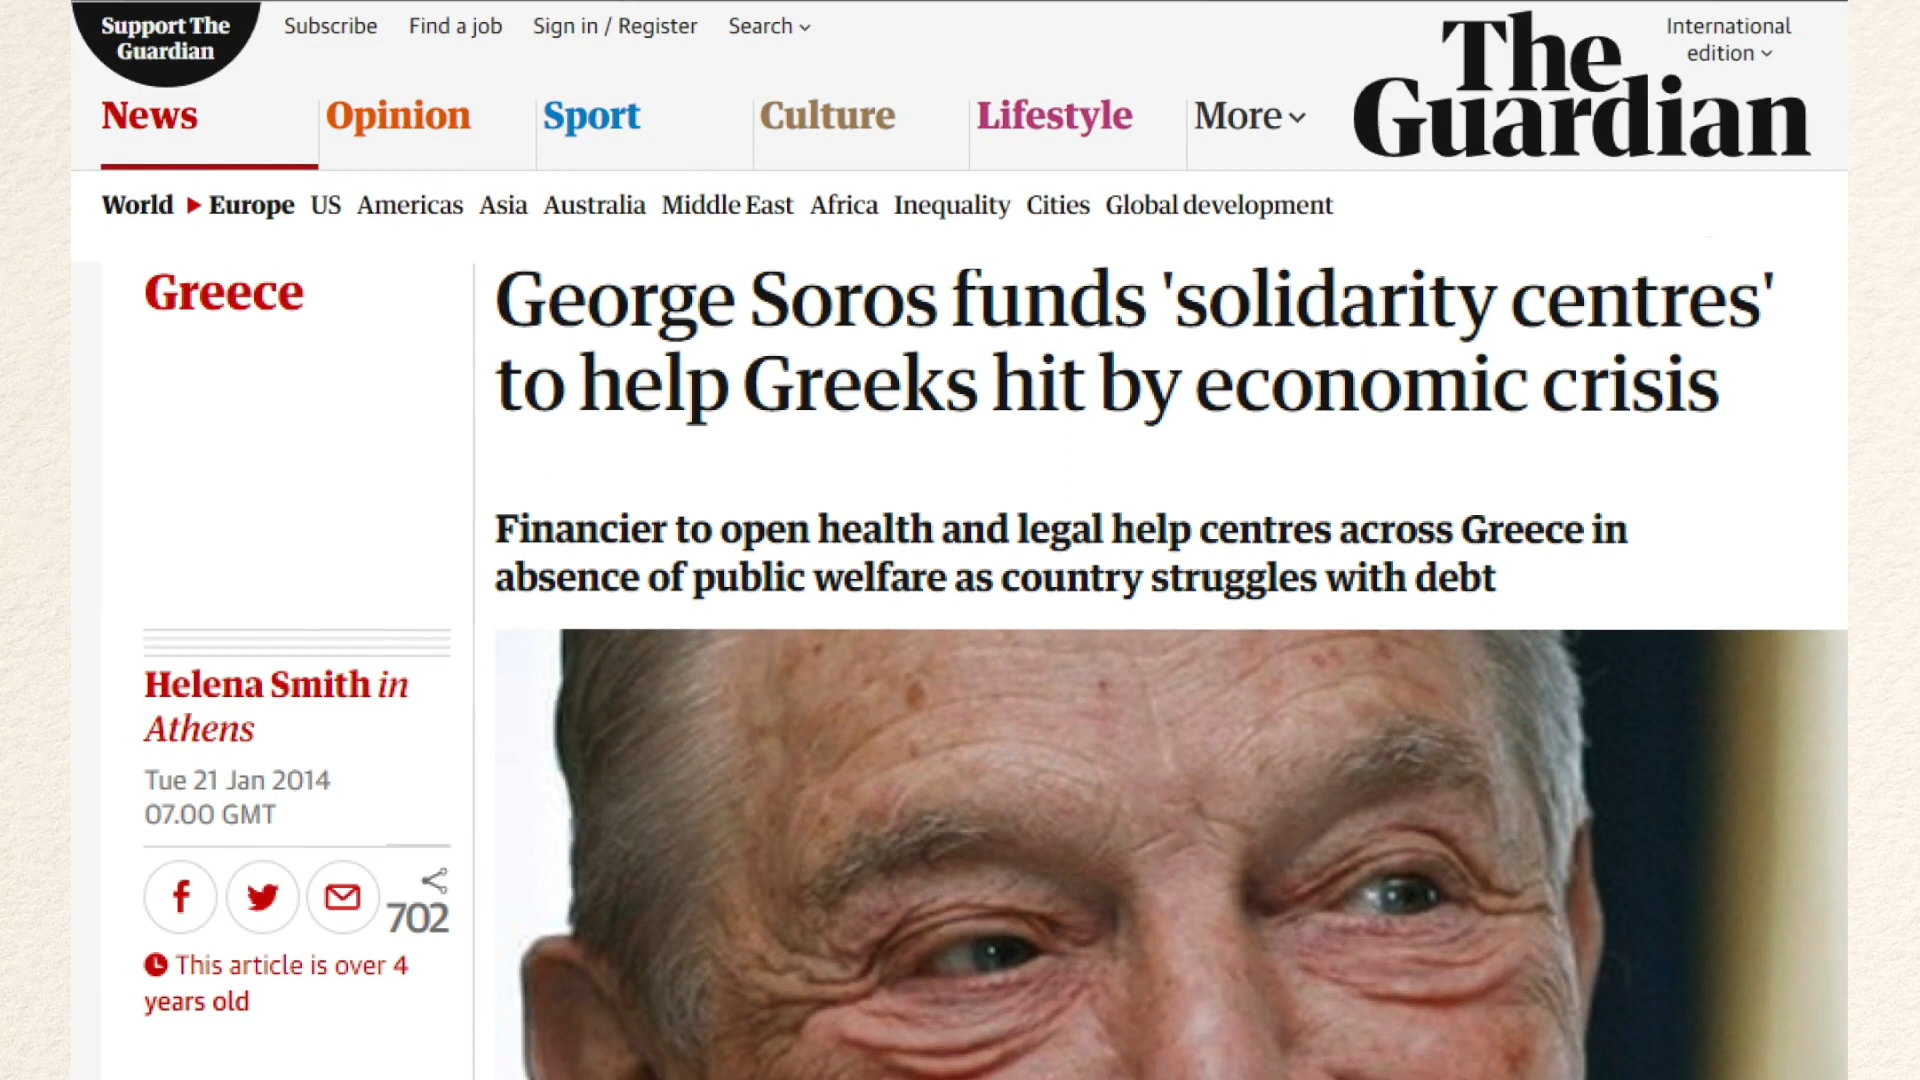 Support The
Guardian
Subscribe
Find a job
Sign in / Register
Search
International
edition
The
Guardian
News
Opinion
Sport
Culture
Lifestyle
More
World
Europe
US
Americas
Asia
Australia
Middle East
Africa
Inequality
Cities
Global development
Greece
George Soros funds 'solidarity centres'
to help Greeks hit by economic crisis
Financier to open health and legal help centres across Greece in
absence of public welfare as country struggles with debt
Helena Smith in
Athens
Tue 21 Jan 2014
07.00 GMT
f
702
This article is over 4
years old